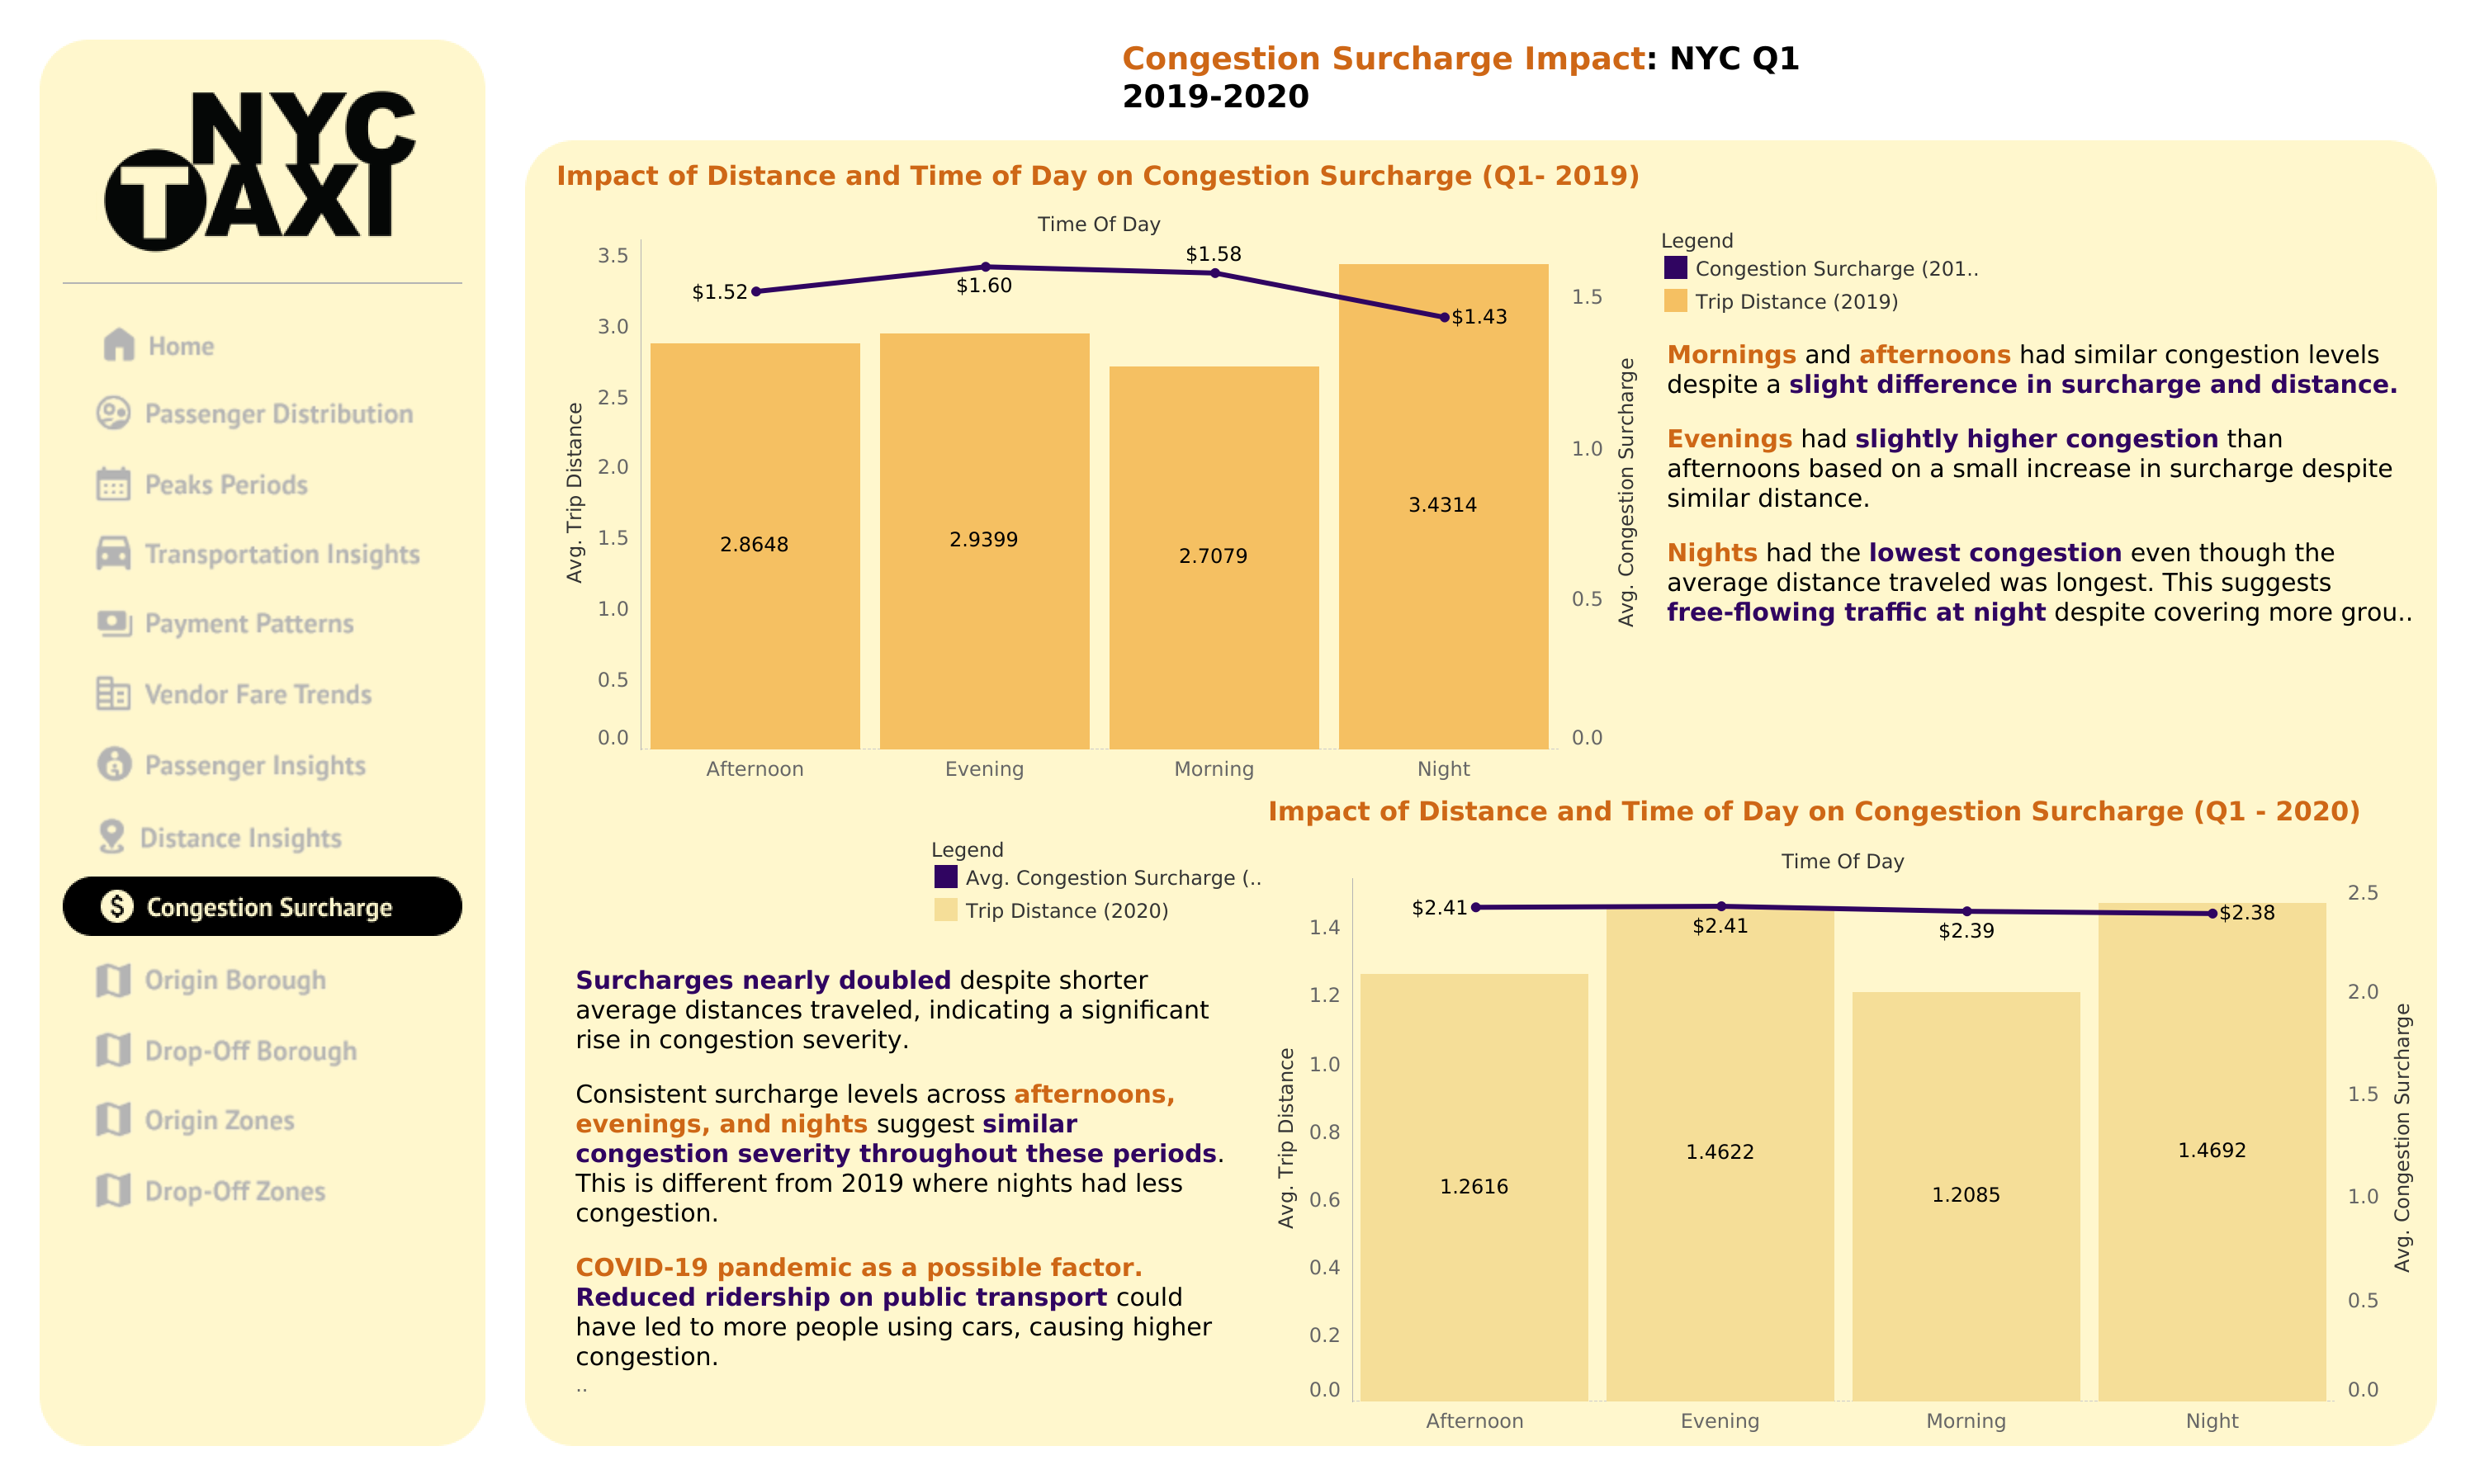 NYC
TAXI
Home
Passenger Distribution
Peaks Periods
Transportation Insights
Payment Patterns
Vendor Fare Trends
Passenger Insights
Distance Insights
Congestion Surcharge
Origin Borough
Drop-Off Borough
Origin Zones
Drop-Off Zones
Congestion Surcharge Impact: NYC Q1
2019-2020
Impact of Distance and Time of Day on Congestion Surcharge (Q1- 2019)
Time Of Day
Avg. Trip Distance
3.5
3.0
2.5
2.0
1.5
1.0
0.5
0.0
$1.52
$1.60
$1.58
$1.43
2.8648
2.9399
2.7079
3.4314
Afternoon
Evening
Morning
Night
1.5
1.0
0.5
0.0
Avg. Congestion Surcharge
Legend
Congestion Surcharge (201..
Trip Distance (2019)
Mornings and afternoons had similar congestion levels
despite a slight difference in surcharge and distance.
Evenings had slightly higher congestion than
afternoons based on a small increase in surcharge despite
similar distance.
Nights had the lowest congestion even though the
average distance traveled was longest. This suggests
free-flowing traffic at night despite covering more grou..
Legend
Avg. Congestion Surcharge (..
Trip Distance (2020)
Surcharges nearly doubled despite shorter
average distances traveled, indicating a significant
rise in congestion severity.
Consistent surcharge levels across afternoons,
evenings, and nights suggest similar
congestion severity throughout these periods.
This is different from 2019 where nights had less
congestion.
COVID-19 pandemic as a possible factor.
Reduced ridership on public transport could
have led to more people using cars, causing higher
congestion.
..
Impact of Distance and Time of Day on Congestion Surcharge (Q1 - 2020)
Time Of Day
Avg. Trip Distance
1.4
1.2
1.0
0.8
0.6
0.4
0.2
0.0
$2.41
$2.41
$2.39
$2.38
1.2616
1.4622
1.2085
1.4692
Afternoon
Evening
Morning
Night
2.5
2.0
1.5
1.0
0.5
0.0
Avg. Congestion Surcharge